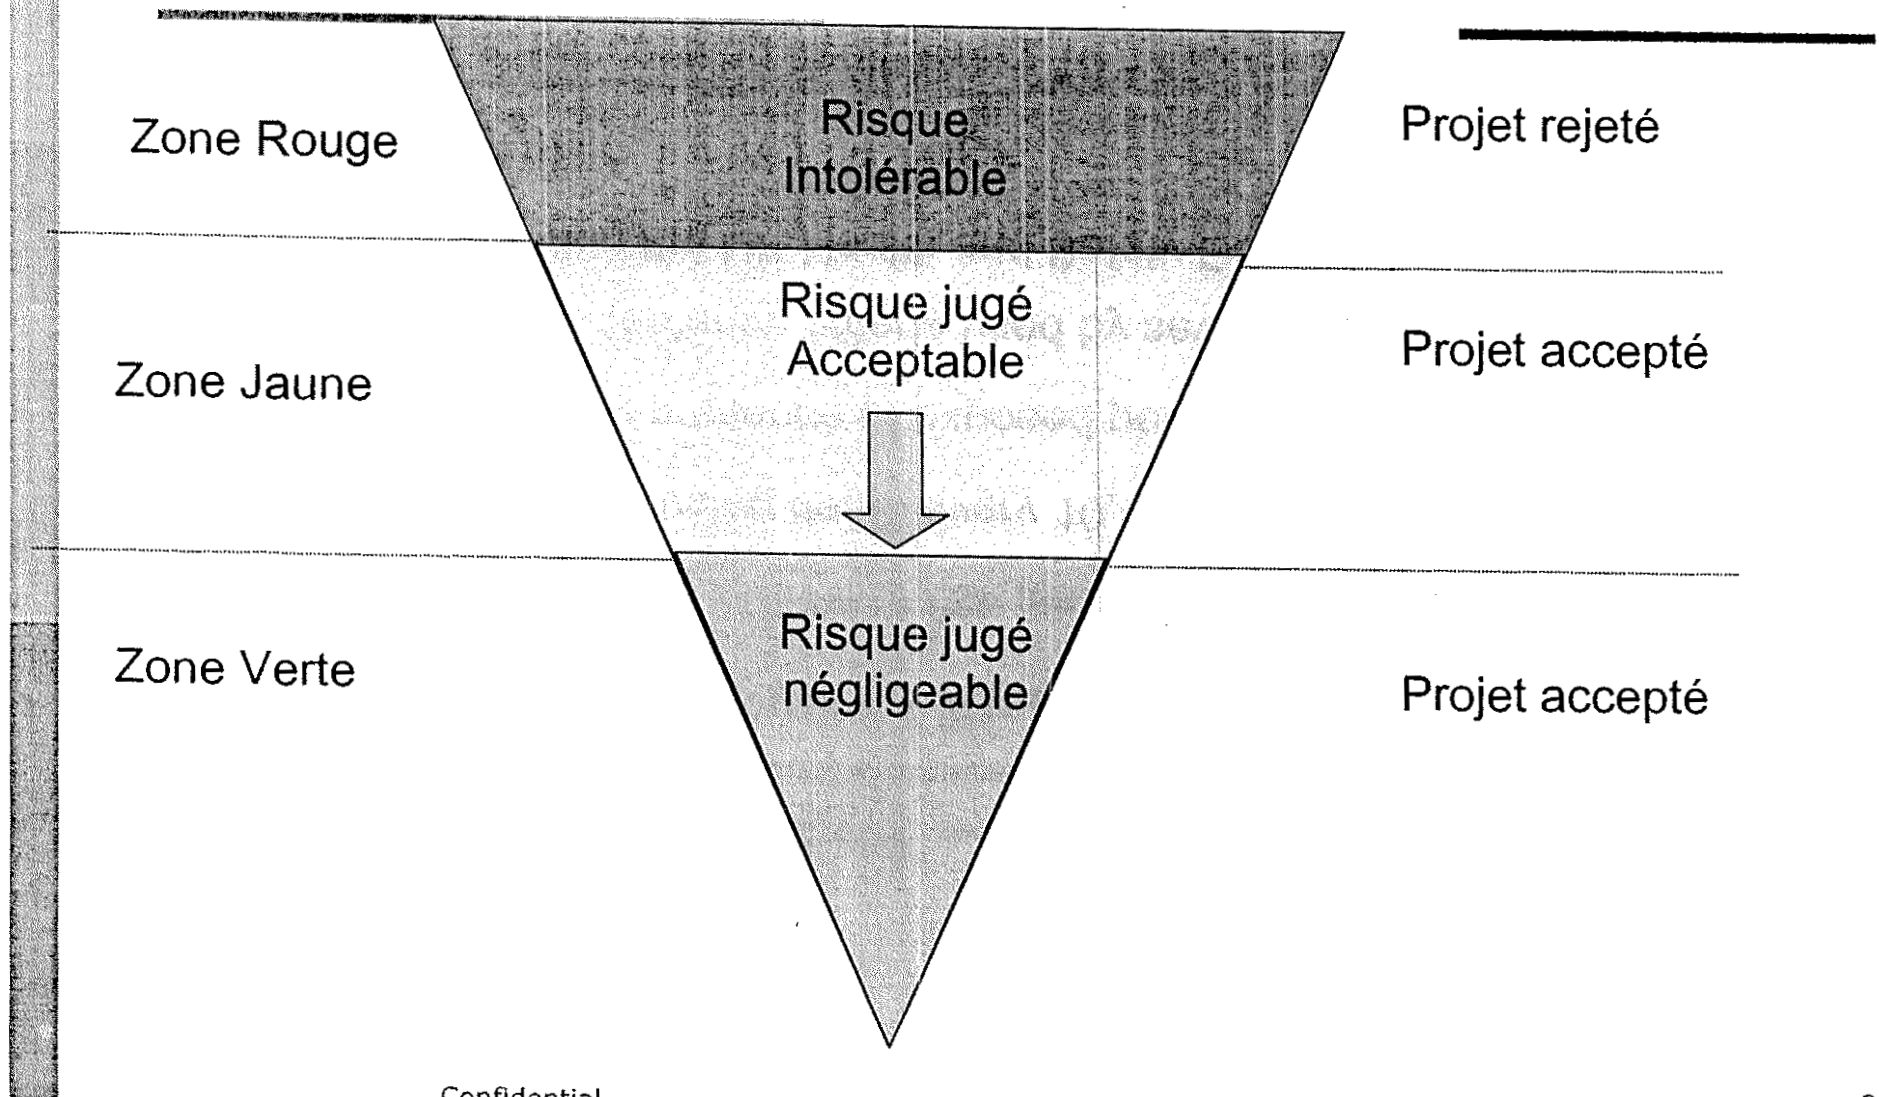 Zone Rouge
Risque
Intolérable
Projet rejeté
Zone Jaune
Risque jugé
Acceptable
Projet accepté
Zone Verte
Risque jugé
négligeable
Projet accepté
Confidential